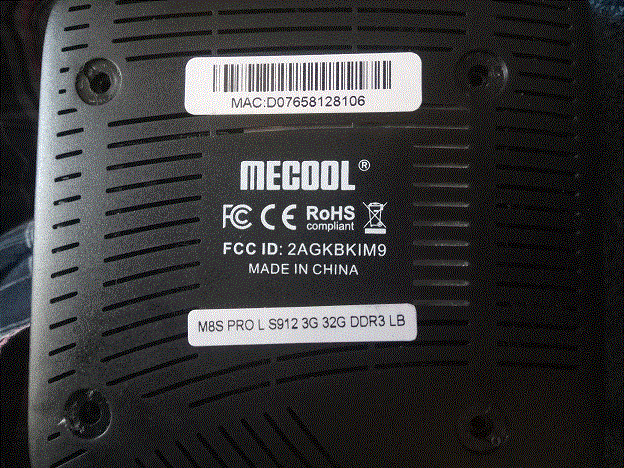 MAC:D07658128106
MECOOL®
FC CE RoHS
compliant
FCC ID: 2AGKBKIM9
MADE IN CHINA
M8S PRO L S912 3G 32G DDR3 LB